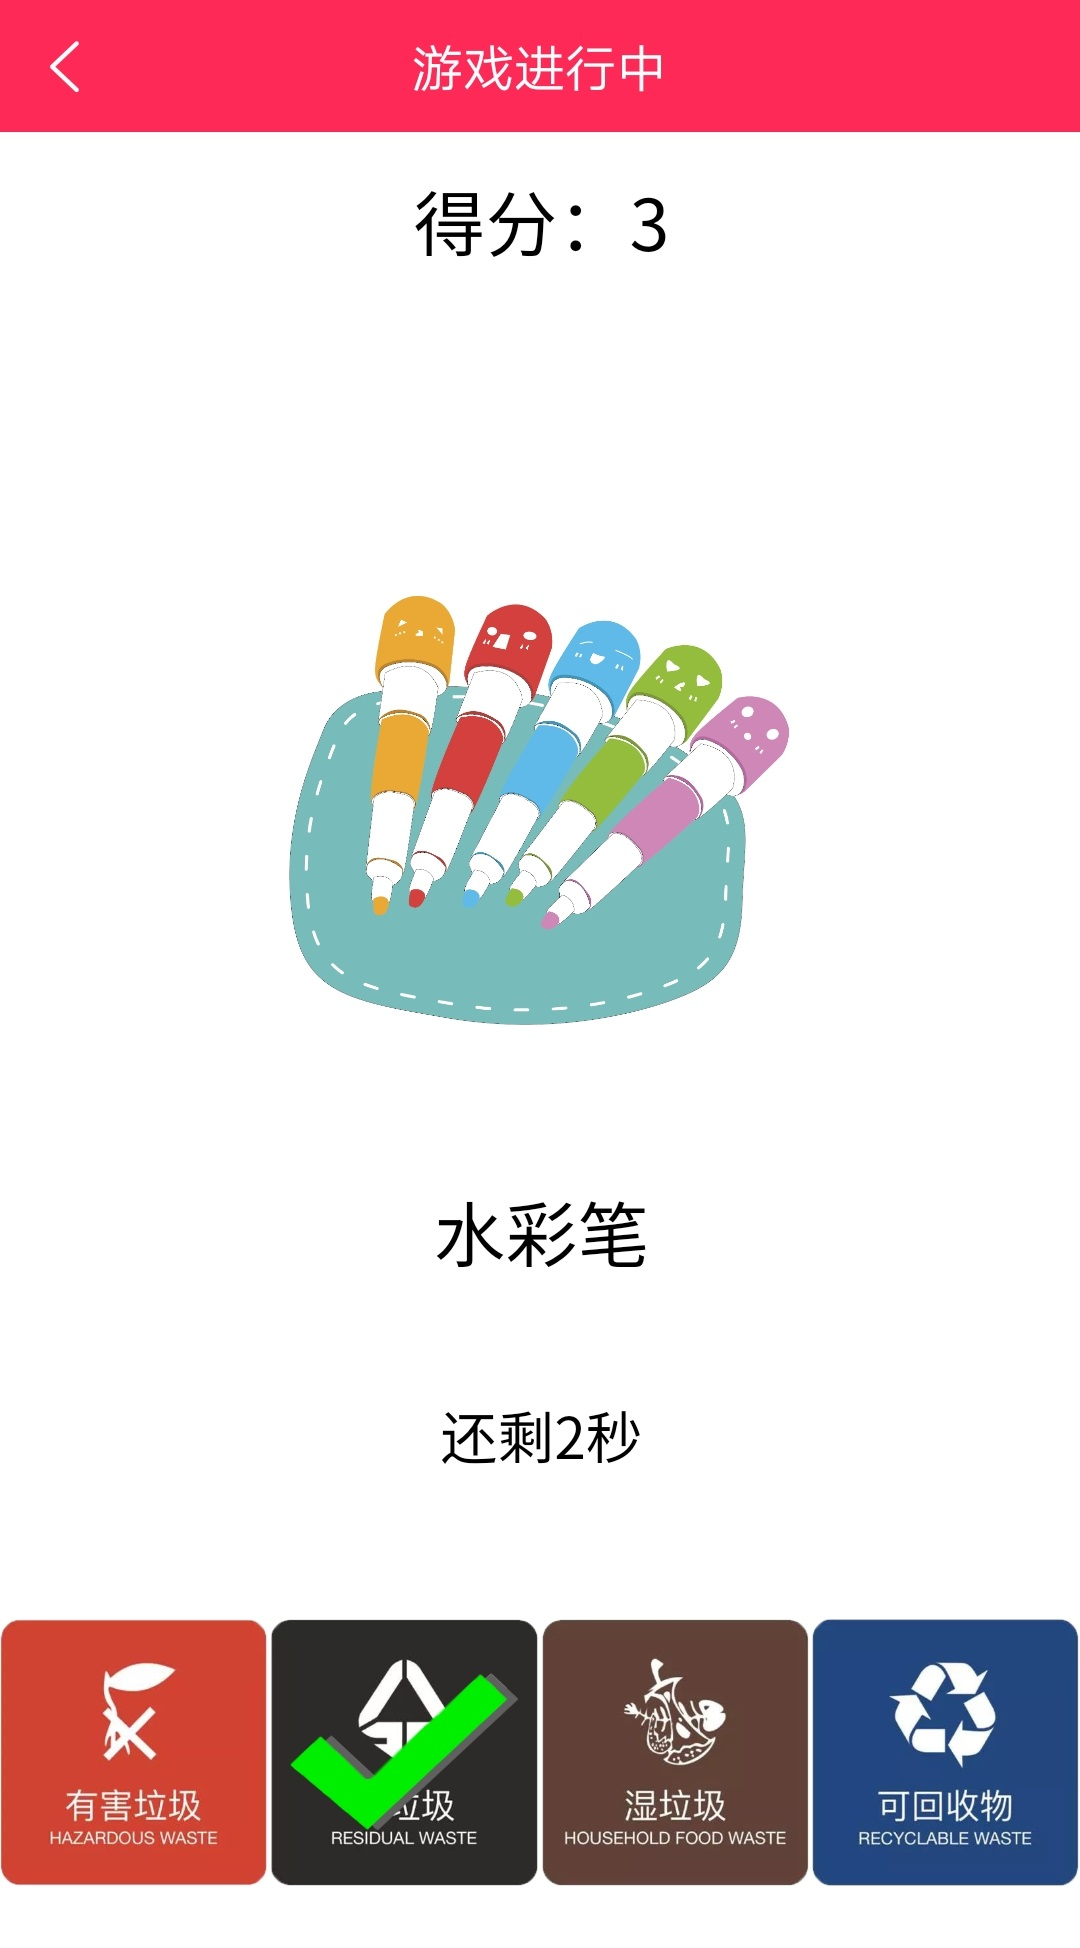 游戏进行中
得分：3
水彩笔
还剩2秒
有害垃圾
HAZARDOUS WASTE
垃圾
RESIDUAL WASTE
湿垃圾
HOUSEHOLD FOOD WASTE
可回收物
RECYCLABLE WASTE